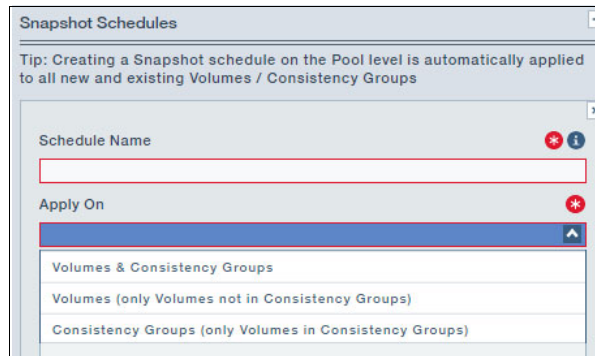 Snapshot Schedules
Tip: Creating a Snapshot schedule on the Pool level is automatically applied
to all new and existing Volumes / Consistency Groups
Schedule Name
Apply On
Volumes & Consistency Groups
Volumes (only Volumes not in Consistency Groups)
Consistency Groups (only Volumes in Consistency Groups)